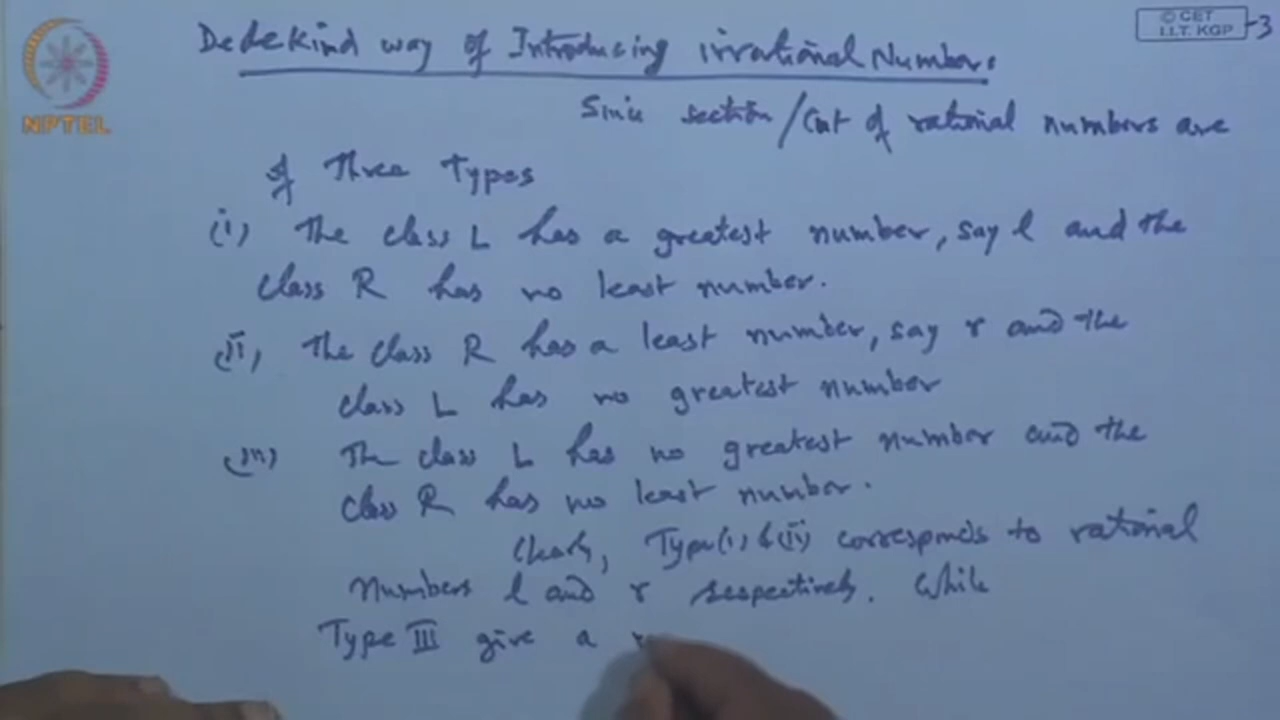 © CET
I.I.T. KGP
-3
NPTEL
Dedekind way of Introducing irrational Numbers
Since section / Cut of rational numbers are
of Three Types
(i) The class L has a greatest number, say l and the
class R has no least number.
(ii) The class R has a least number, say r and the
class L has no greatest number
(iii) The class L has no greatest number and the
class R has no least number.
Clearly, Type (i) & (ii) corresponds to rational
Numbers l and r respectively. While
Type III give a